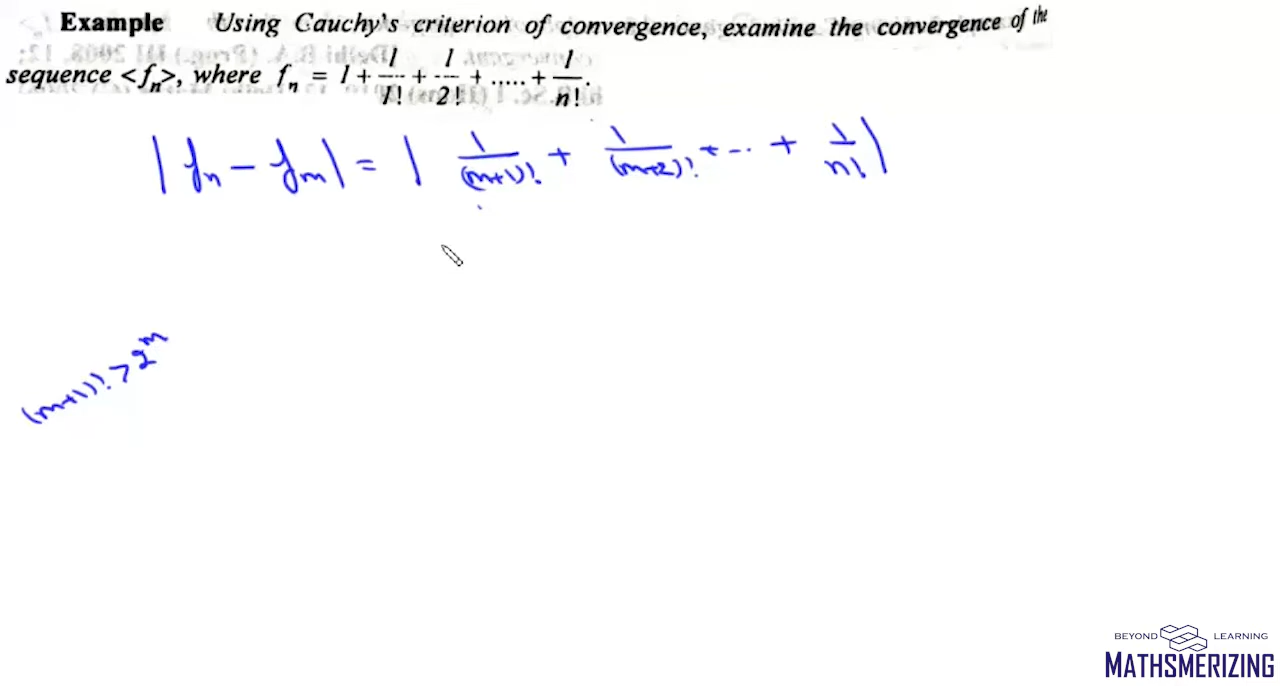 Example Using Cauchy's criterion of convergence, examine the convergence of the
sequence <fₙ>, where fₙ = 1 + 1/1! + 1/2! + ..... + 1/n!.
| fₙ − fₘ | = | 1/(m+1)! + 1/(m+2)! + ... + 1/n! |
(m+1)! > 2^m
BEYOND LEARNING
MATHSMERIZING